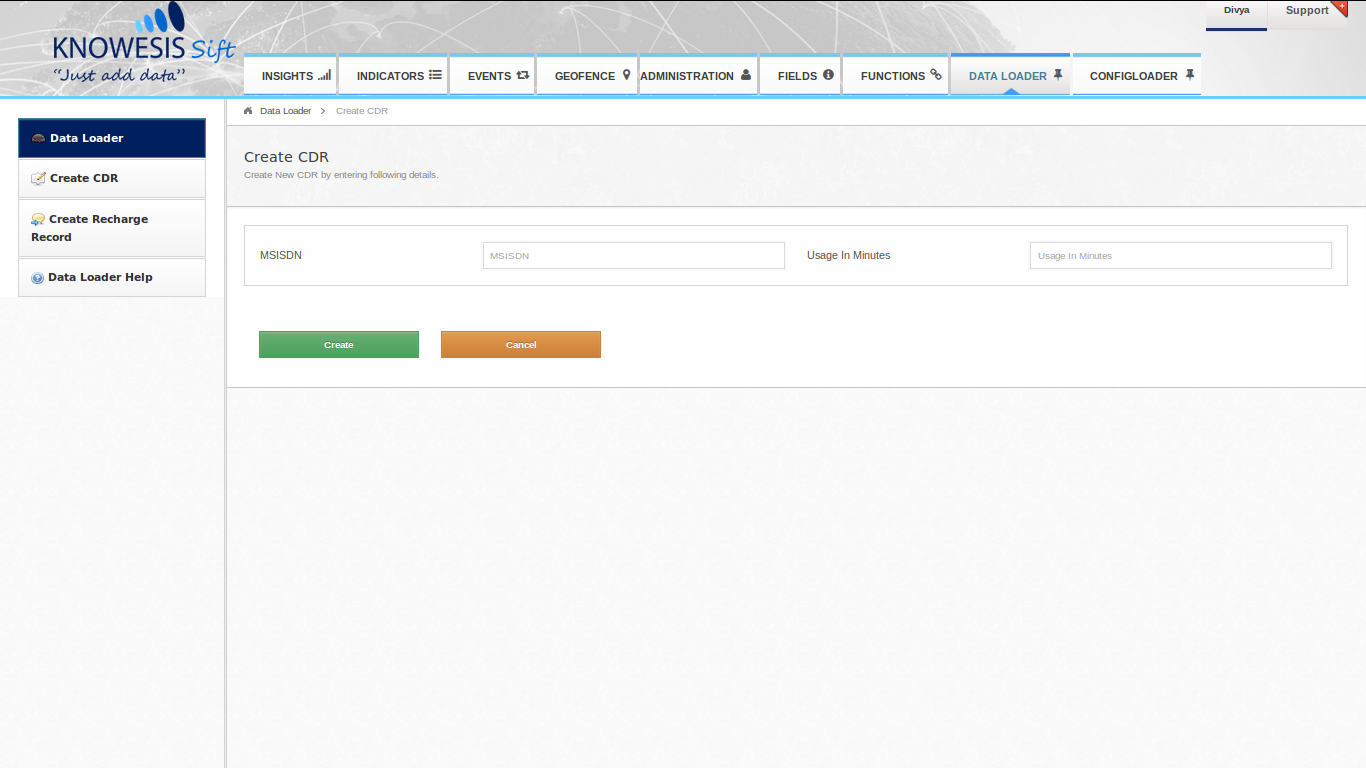 KNOWESIS Sift
“Just add data”
Divya
Support
INSIGHTS
INDICATORS
EVENTS
GEOFENCE
ADMINISTRATION
FIELDS
FUNCTIONS
DATA LOADER
CONFIGLOADER
Data Loader > Create CDR
Data Loader
Create CDR
Create Recharge
Record
Data Loader Help
Create CDR
Create New CDR by entering following details.
MSISDN
MSISDN
Usage In Minutes
Usage In Minutes
Create
Cancel